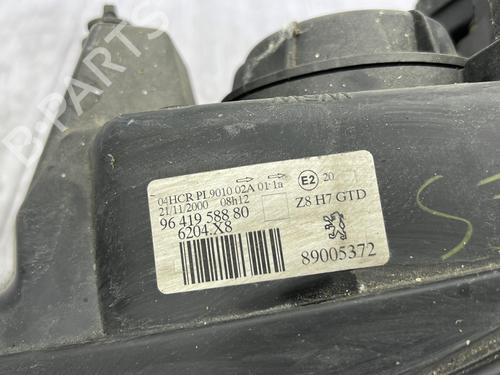 B-PARTS
04HCR PL9010 02A 01 1a E2 20
21/11/2000 08h12 Z8 H7 GTD
96 419 588 80
6204.X8
89005372